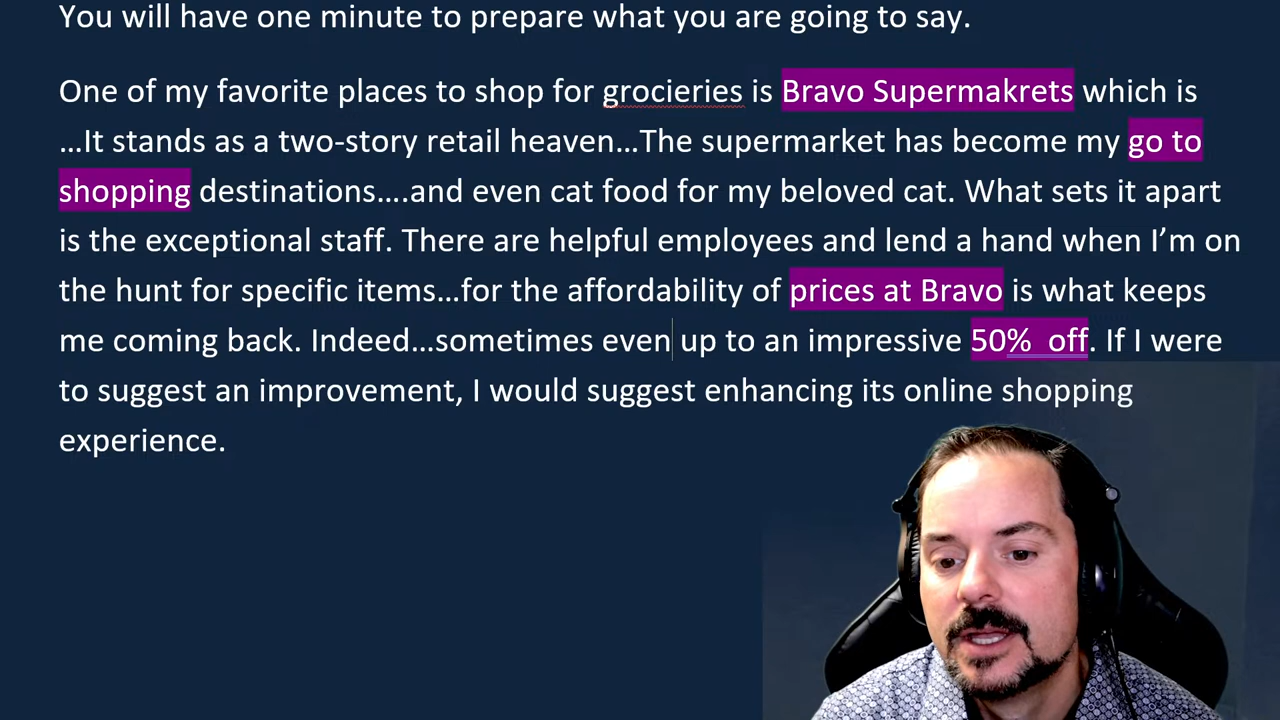 You will have one minute to prepare what you are going to say.
One of my favorite places to shop for grocieries is Bravo Supermakrets which is
…It stands as a two-story retail heaven…The supermarket has become my go to
shopping destinations….and even cat food for my beloved cat. What sets it apart
is the exceptional staff. There are helpful employees and lend a hand when I’m on
the hunt for specific items…for the affordability of prices at Bravo is what keeps
me coming back. Indeed…sometimes even up to an impressive 50%  off. If I were
to suggest an improvement, I would suggest enhancing its online shopping
experience.